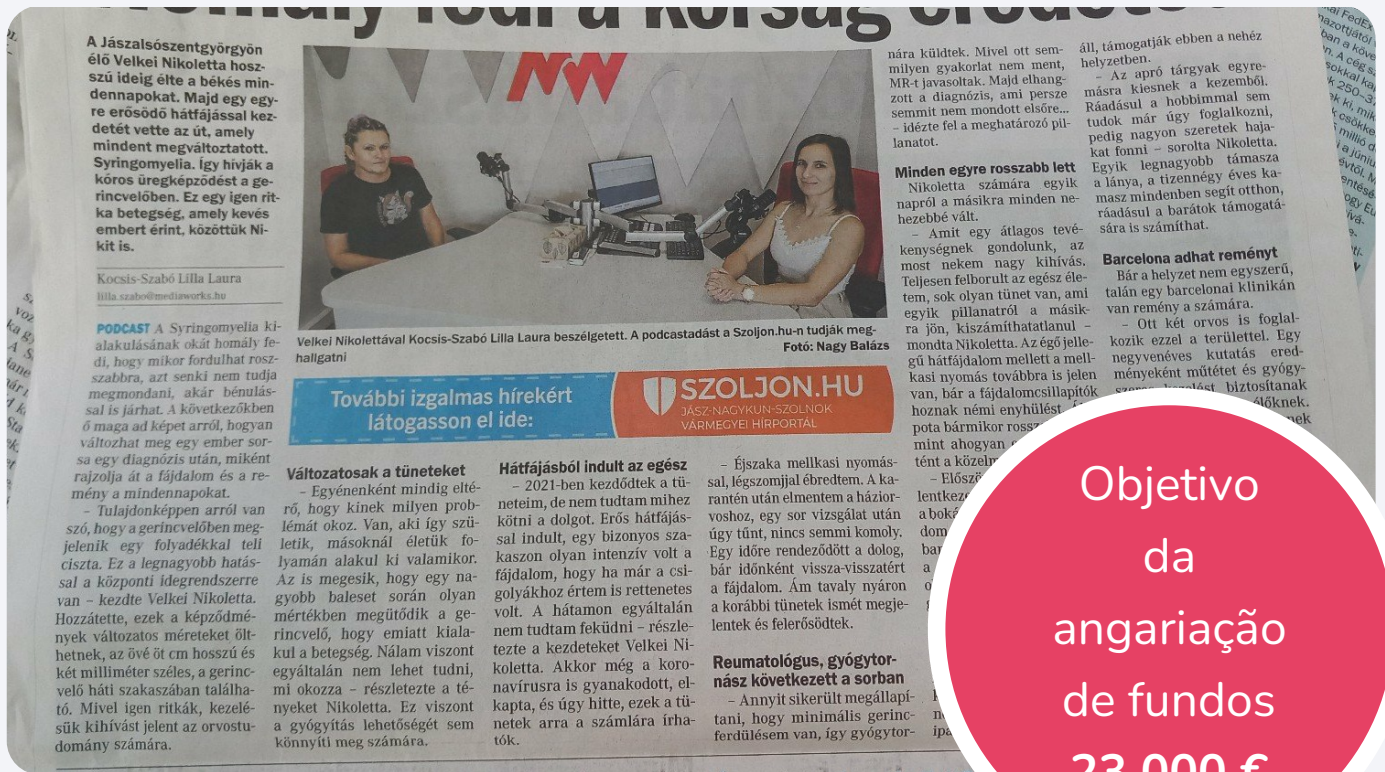 A Jászalsószentgyörgyön
élő Velkei Nikoletta hosz-
szú ideig élte a békés min-
dennapokat. Majd egy egy-
re erősödő hátfájással kez-
detét vette az út, amely
mindent megváltoztatott.
Syringomyelia. Így hívják a
kóros üregképződést a ge-
rincvelőben. Ez egy igen rit-
ka betegség, amely kevés
embert érint, közöttük Ni-
kit is.
Kocsis-Szabó Lilla Laura
lilla.szabo@mediaworks.hu
PODCAST A Syringomyelia ki-
alakulásának okát homály fe-
di, hogy mikor fordulhat rosz-
szabbra, azt senki nem tudja
megmondani, akár bénulás-
sal is járhat. A következőkben
ő maga ad képet arról, hogyan
változhat meg egy ember sor-
sa egy diagnózis után, miként
rajzolja át a fájdalom és a re-
mény a mindennapokat.
– Tulajdonképpen arról van
szó, hogy a gerincvelőben meg-
jelenik egy folyadékkal teli
ciszta. Ez a legnagyobb hatás-
sal a központi idegrendszerre
van – kezdte Velkei Nikoletta.
Hozzátette, ezek a képződmé-
nyek változatos méreteket ölt-
hetnek, az övé öt cm hosszú és
két milliméter széles, a gerinc-
velő háti szakaszában találha-
tó. Mivel igen ritkák, kezelé-
sük kihívást jelent az orvostu-
domány számára.
NW
Velkei Nikolettával Kocsis-Szabó Lilla Laura beszélgetett. A podcastadást a Szoljon.hu-n tudják meg-
hallgatni
Fotó: Nagy Balázs
További izgalmas hírekért
látogasson el ide:
SZOLJON.HU
JÁSZ-NAGYKUN-SZOLNOK
VÁRMEGYEI HÍRPORTÁL
Változatosak a tüneteket
– Egyénenként mindig elté-
rő, hogy kinek milyen prob-
lémát okoz. Van, aki így szü-
letik, másoknál életük fo-
lyamán alakul ki valamikor.
Az is megesik, hogy egy na-
gyobb baleset során olyan
mértékben megütődik a ge-
rincvelő, hogy emiatt kiala-
kul a betegség. Nálam viszont
egyáltalán nem lehet tudni,
mi okozza – részletezte a té-
nyeket Nikoletta. Ez viszont
a gyógyítás lehetőségét sem
könnyíti meg számára.
Hátfájásból indult az egész
– 2021-ben kezdődtek a tü-
neteim, de nem tudtam mihez
kötni a dolgot. Erős hátfájás-
sal indult, egy bizonyos sza-
kaszon olyan intenzív volt a
fájdalom, hogy ha már a csi-
golyákhoz értem is rettenetes
volt. A hátamon egyáltalán
nem tudtam feküdni – részle-
tezte a kezdeteket Velkei Ni-
koletta. Akkor még a koro-
navírusra is gyanakodott, el-
kapta, és úgy hitte, ezek a tü-
netek arra a számlára írha-
tók.
– Éjszaka mellkasi nyomás-
sal, légszomjjal ébredtem. A ka-
rantén után elmentem a házior-
voshoz, egy sor vizsgálat után
úgy tűnt, nincs semmi komoly.
Egy időre rendeződött a dolog,
bár időnként vissza-visszatért
a fájdalom. Ám tavaly nyáron
a korábbi tünetek ismét megje-
lentek és felerősödtek.
Reumatológus, gyógytor-
nász következett a sorban
– Annyit sikerült megállapí-
tani, hogy minimális gerinc-
ferdülésem van, így gyógytor-
nára küldtek. Mivel ott sem-
milyen gyakorlat nem ment,
MR-t javasoltak. Majd elhang-
zott a diagnózis, ami persze
semmit nem mondott elsőre...
– idézte fel a meghatározó pil-
lanatot.
Minden egyre rosszabb lett
Nikoletta számára egyik
napról a másikra minden ne-
hezebbé vált.
– Amit egy átlagos tevé-
kenységnek gondolunk, az
most nekem nagy kihívás.
Teljesen felborult az egész éle-
tem, sok olyan tünet van, ami
egyik pillanatról a másik-
ra jön, kiszámíthatatlanul –
mondta Nikoletta. Az égő jelle-
gű hátfájdalom mellett a mell-
kasi nyomás továbbra is jelen
van, bár a fájdalomcsillapítók
hoznak némi enyhülést
pota bármikor
mint ahogyan
tént a
áll, támogatják ebben a nehéz
helyzetben.
– Az apró tárgyak egyre-
másra kiesnek a kezemből.
Ráadásul a hobbimmal sem
tudok már úgy foglalkozni,
pedig nagyon szeretek haja-
kat fonni – sorolta Nikoletta.
Egyik legnagyobb támasza
a lánya, a tizennégy éves ka-
masz mindenben segít otthon,
ráadásul a barátok támogatá-
sára is számíthat.
Barcelona adhat reményt
Bár a helyzet nem egyszerű,
talán egy barcelonai klinikán
van remény a számára.
– Ott két orvos is foglal-
kozik ezzel a területtel. Egy
negyvenéves kutatás ered-
ményeként műtétet és gyógy-
biztosítanak
Objetivo
da
angariação
de fundos
23 000 €